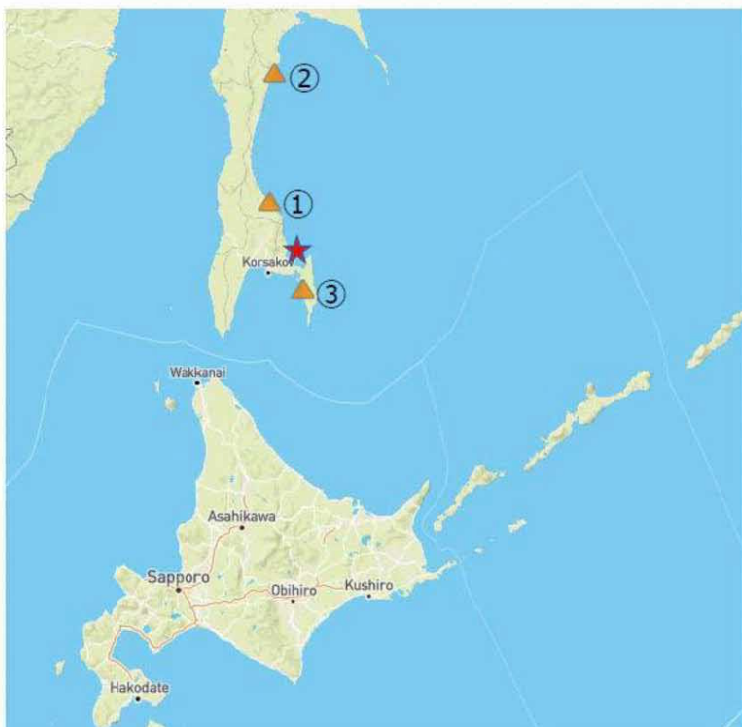 ②
①
Korsakov
③
Wakkanai
Asahikawa
Sapporo
Obihiro
Kushiro
Hakodate